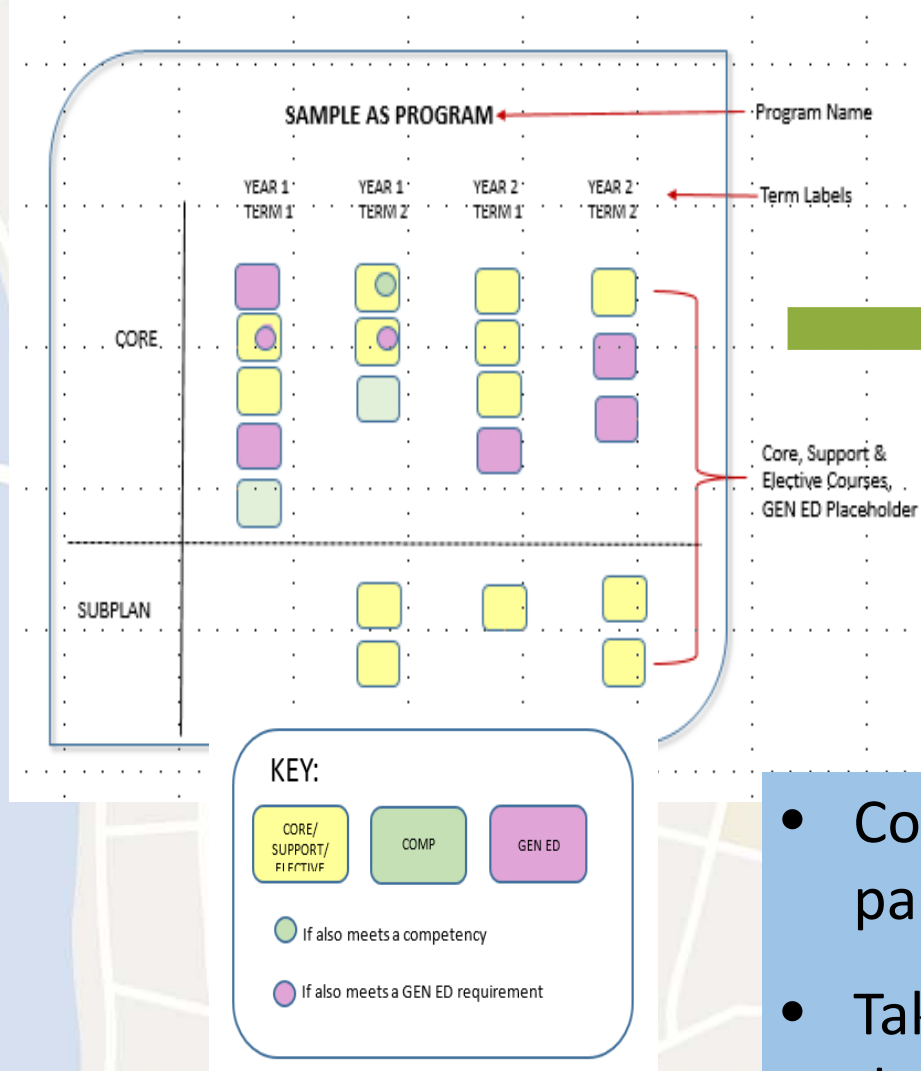 SAMPLE AS PROGRAM
Program Name
YEAR 1
TERM 1
YEAR 1
TERM 2
YEAR 2
TERM 1
YEAR 2
TERM 2
Term Labels
CORE
Core, Support &
Elective Courses,
GEN ED Placeholder
SUBPLAN
KEY:
CORE/
SUPPORT/
ELECTIVE
COMP
GEN ED
If also meets a competency
If also meets a GEN ED requirement
• Co
pa
• Tak